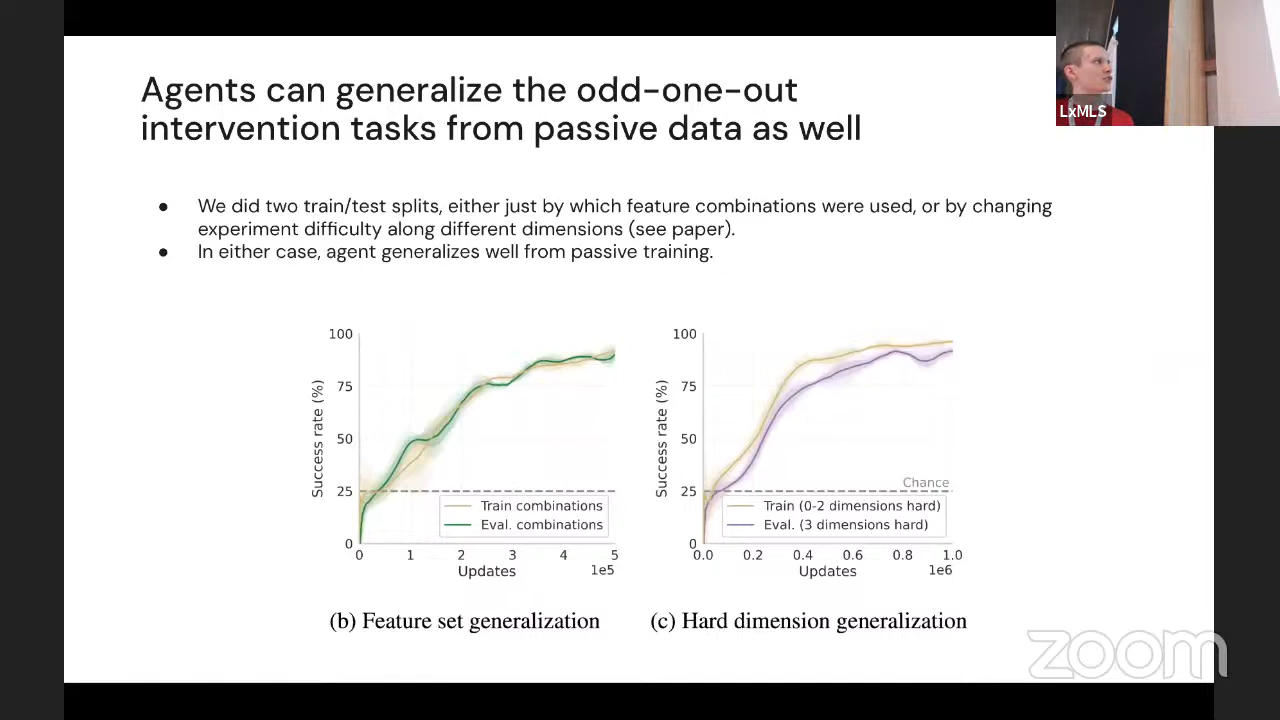 Agents can generalize the odd-one-out
intervention tasks from passive data as well
LxMLS
● We did two train/test splits, either just by which feature combinations were used, or by changing
experiment difficulty along different dimensions (see paper).
● In either case, agent generalizes well from passive training.
100
75
50
25
0
Success rate (%)
Train combinations
Eval. combinations
0 1 2 3 4 5
Updates 1e5
(b) Feature set generalization
100
75
50
25
0
Success rate (%)
Chance
Train (0-2 dimensions hard)
Eval. (3 dimensions hard)
0.0 0.2 0.4 0.6 0.8 1.0
Updates 1e6
(c) Hard dimension generalization
zoom